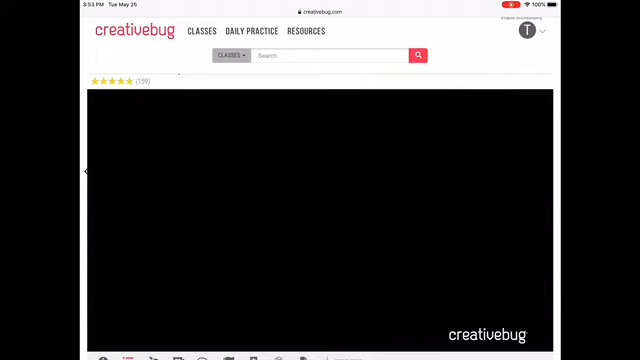 3:53 PM Tue May 25
creativebug.com
100%
creativebug
CLASSES DAILY PRACTICE RESOURCES
T
CLASSES
Search
(159)
creativebug